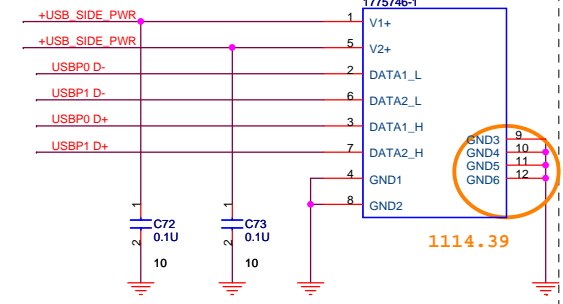 1775746-1
+USB_SIDE_PWR 1 V1+
+USB_SIDE_PWR 5 V2+
USBP0 D- 2 DATA1_L
USBP1 D- 6 DATA2_L
USBP0 D+ 3 DATA1_H
USBP1 D+ 7 DATA2_H
4 GND1
8 GND2
GND3 9
GND4 10
GND5 11
GND6 12
1 C72 0.1U 2 10
1 C73 0.1U 2 10
1114.39